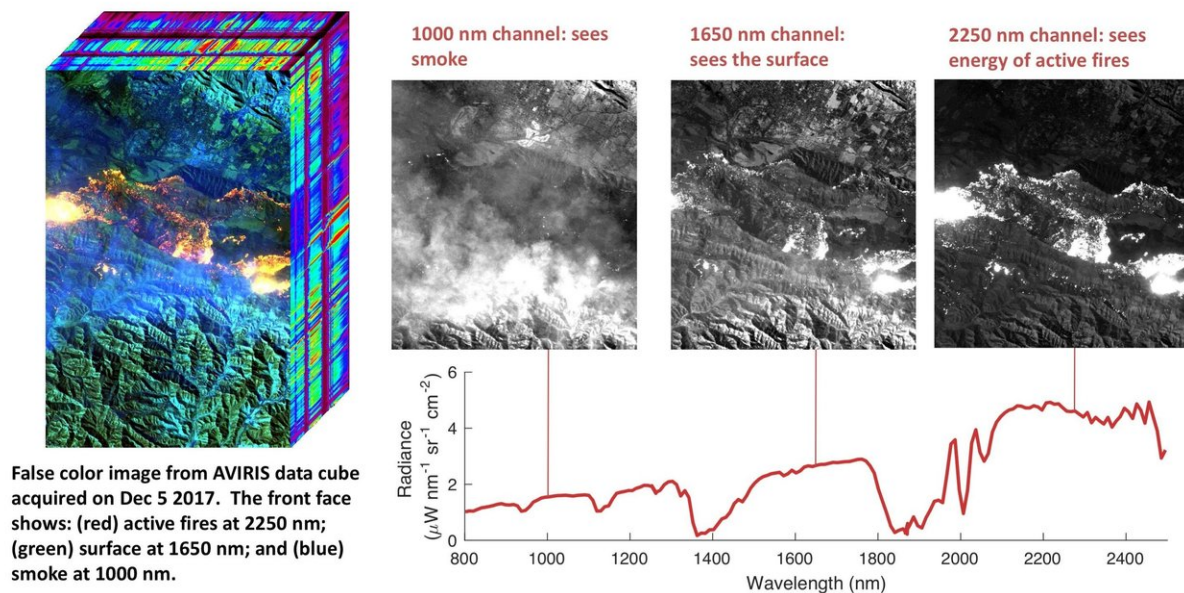 1000 nm channel: sees
smoke
1650 nm channel:
sees the surface
2250 nm channel: sees
energy of active fires
False color image from AVIRIS data cube
acquired on Dec 5 2017.  The front face
shows: (red) active fires at 2250 nm;
(green) surface at 1650 nm; and (blue)
smoke at 1000 nm.
Radiance
(μW nm⁻¹ sr⁻¹ cm⁻²)
6
4
2
0
800 1000 1200 1400 1600 1800 2000 2200 2400
Wavelength (nm)